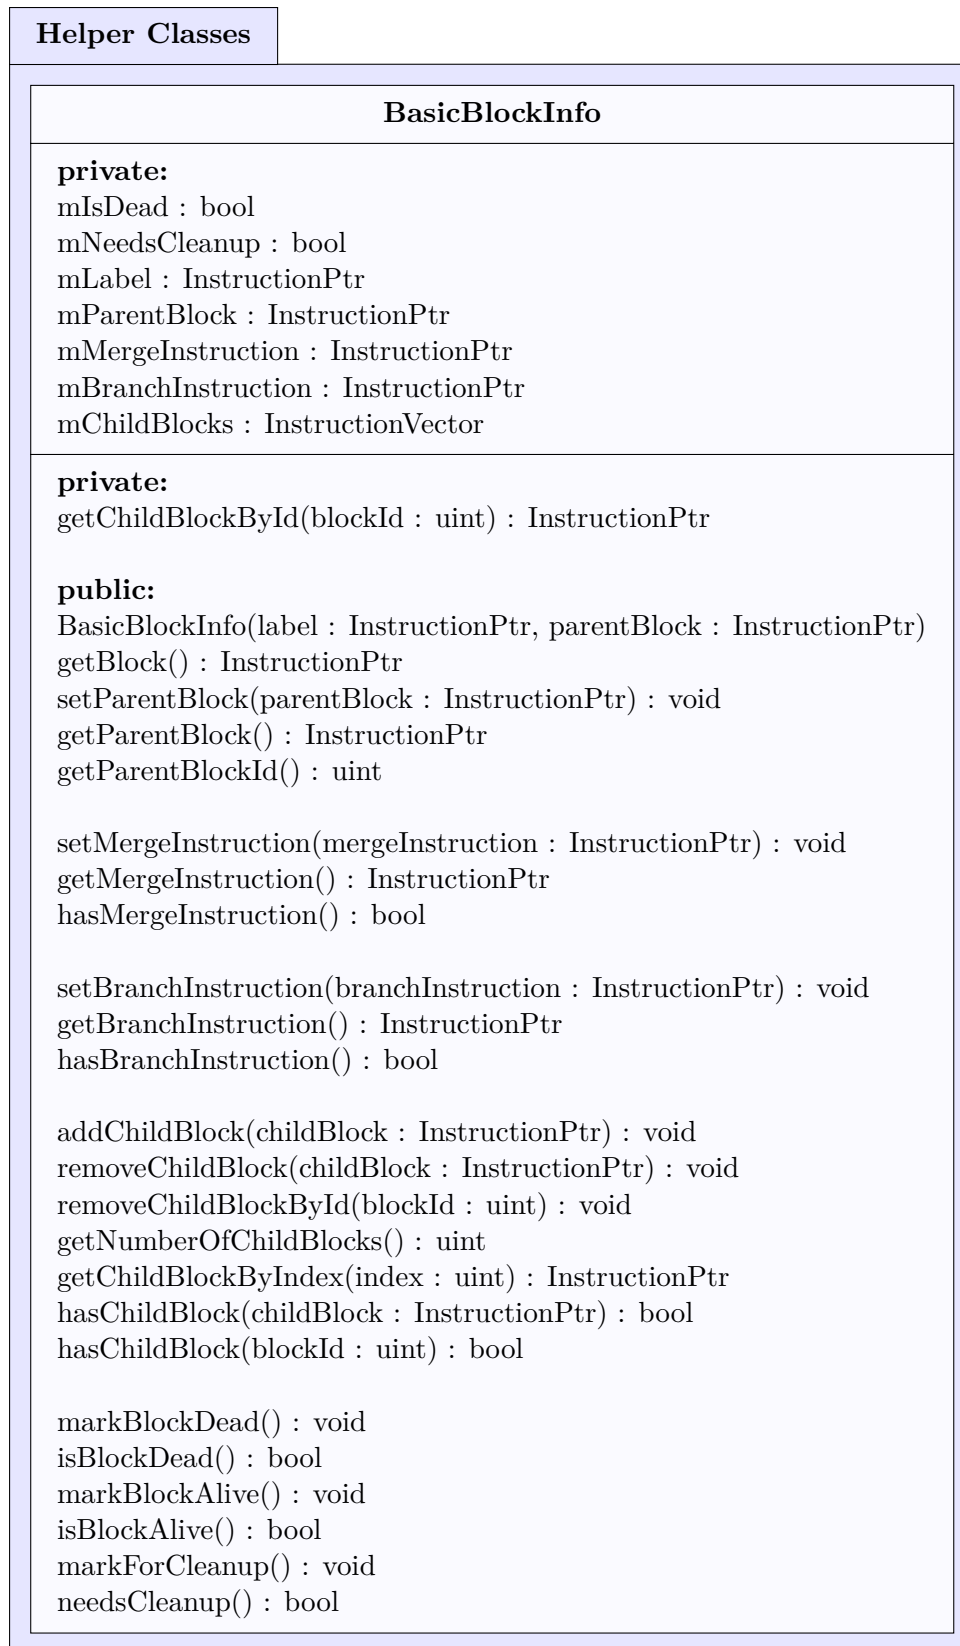 Helper Classes
BasicBlockInfo
private:
mIsDead : bool
mNeedsCleanup : bool
mLabel : InstructionPtr
mParentBlock : InstructionPtr
mMergeInstruction : InstructionPtr
mBranchInstruction : InstructionPtr
mChildBlocks : InstructionVector
private:
getChildBlockById(blockId : uint) : InstructionPtr
public:
BasicBlockInfo(label : InstructionPtr, parentBlock : InstructionPtr)
getBlock() : InstructionPtr
setParentBlock(parentBlock : InstructionPtr) : void
getParentBlock() : InstructionPtr
getParentBlockId() : uint
setMergeInstruction(mergeInstruction : InstructionPtr) : void
getMergeInstruction() : InstructionPtr
hasMergeInstruction() : bool
setBranchInstruction(branchInstruction : InstructionPtr) : void
getBranchInstruction() : InstructionPtr
hasBranchInstruction() : bool
addChildBlock(childBlock : InstructionPtr) : void
removeChildBlock(childBlock : InstructionPtr) : void
removeChildBlockById(blockId : uint) : void
getNumberOfChildBlocks() : uint
getChildBlockByIndex(index : uint) : InstructionPtr
hasChildBlock(childBlock : InstructionPtr) : bool
hasChildBlock(blockId : uint) : bool
markBlockDead() : void
isBlockDead() : bool
markBlockAlive() : void
isBlockAlive() : bool
markForCleanup() : void
needsCleanup() : bool